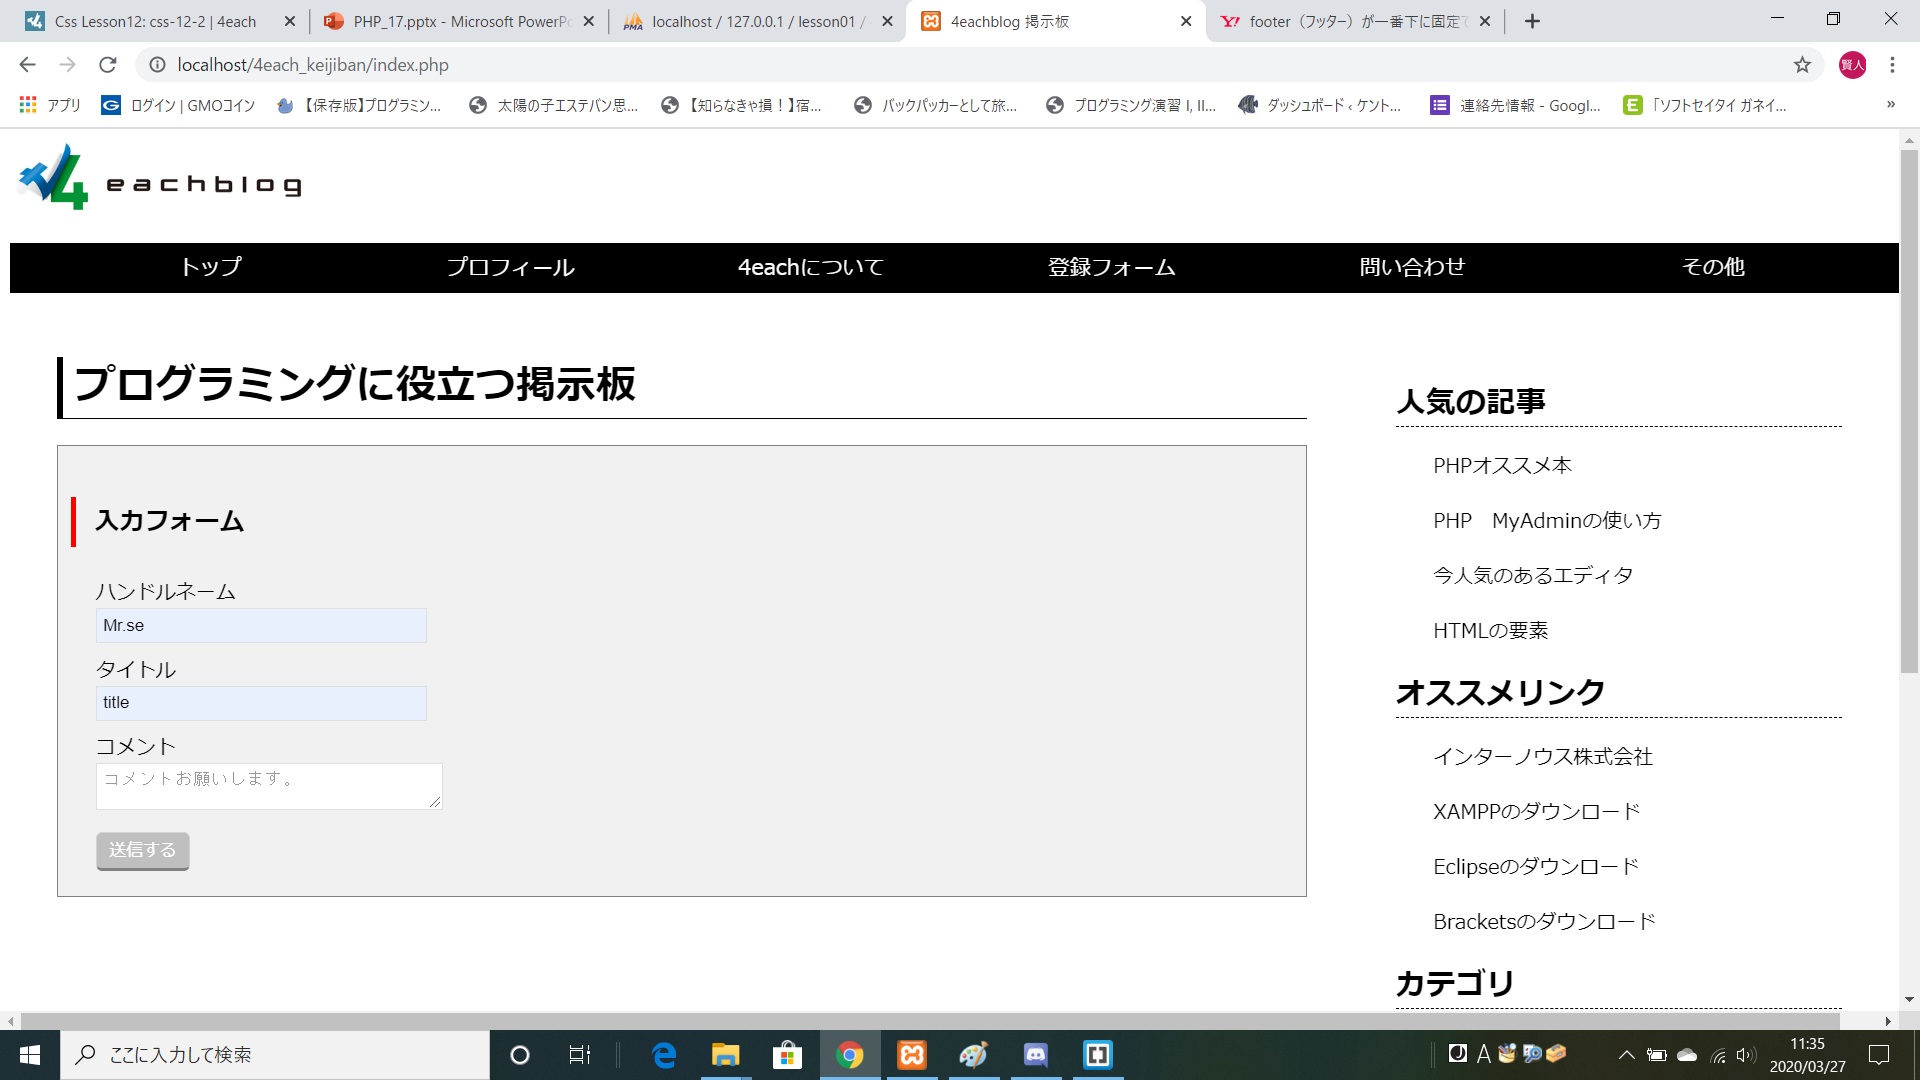 Css Lesson12: css-12-2 | 4each
PHP_17.pptx - Microsoft PowerPo
localhost / 127.0.0.1 / lesson01 /
4eachblog 掲示板
footer（フッター）が一番下に固定で
localhost/4each_keijiban/index.php
賢人
アプリ
ログイン | GMOコイン
【保存版】プログラミン...
太陽の子エステバン思...
【知らなきゃ損！】宿...
バックパッカーとして旅...
プログラミング演習 I, II...
ダッシュボード ‹ ケント...
連絡先情報 - Googl...
「ソフトセイタイ ガネイ...
»
4 eachblog
トップ
プロフィール
4eachについて
登録フォーム
問い合わせ
その他
プログラミングに役立つ掲示板
入力フォーム
ハンドルネーム
Mr.se
タイトル
title
コメント
コメントお願いします。
送信する
人気の記事
PHPオススメ本
PHP　MyAdminの使い方
今人気のあるエディタ
HTMLの要素
オススメリンク
インターノウス株式会社
XAMPPのダウンロード
Eclipseのダウンロード
Bracketsのダウンロード
カテゴリ
ここに入力して検索
A
11:35
2020/03/27